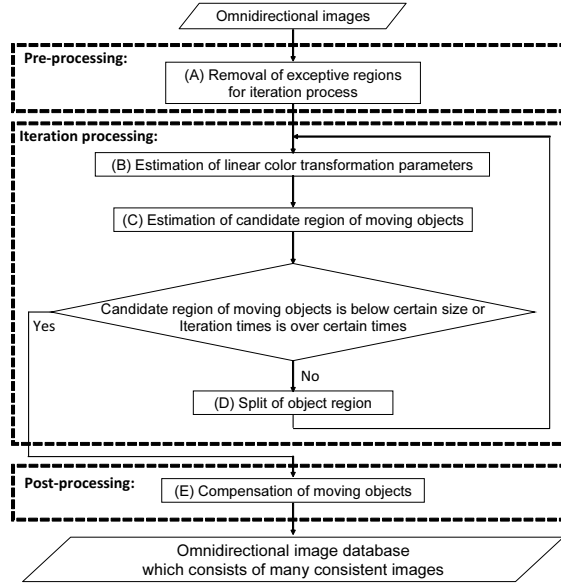 Omnidirectional images
Pre-processing:
(A) Removal of exceptive regions
for iteration process
Iteration processing:
(B) Estimation of linear color transformation parameters
(C) Estimation of candidate region of moving objects
Candidate region of moving objects is below certain size or
Iteration times is over certain times
Yes
No
(D) Split of object region
Post-processing:
(E) Compensation of moving objects
Omnidirectional image database
which consists of many consistent images